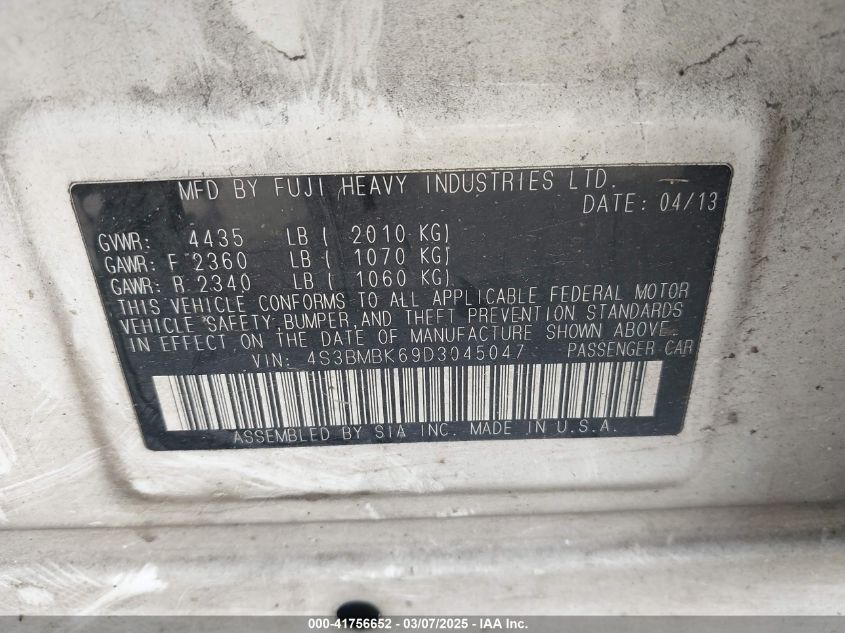 MFD BY FUJI HEAVY INDUSTRIES LTD.
DATE: 04/13
GVWR: 4435 LB ( 2010 KG)
GAWR: F 2360 LB ( 1070 KG)
GAWR: R 2340 LB ( 1060 KG)
THIS VEHICLE CONFORMS TO ALL APPLICABLE FEDERAL MOTOR
VEHICLE SAFETY, BUMPER, AND THEFT PREVENTION STANDARDS
IN EFFECT ON THE DATE OF MANUFACTURE SHOWN ABOVE.
VIN: 4S3BMBK69D3045047 PASSENGER CAR
ASSEMBLED BY SIA INC. MADE IN U.S.A.
000-41756652 - 03/07/2025 - IAA Inc.